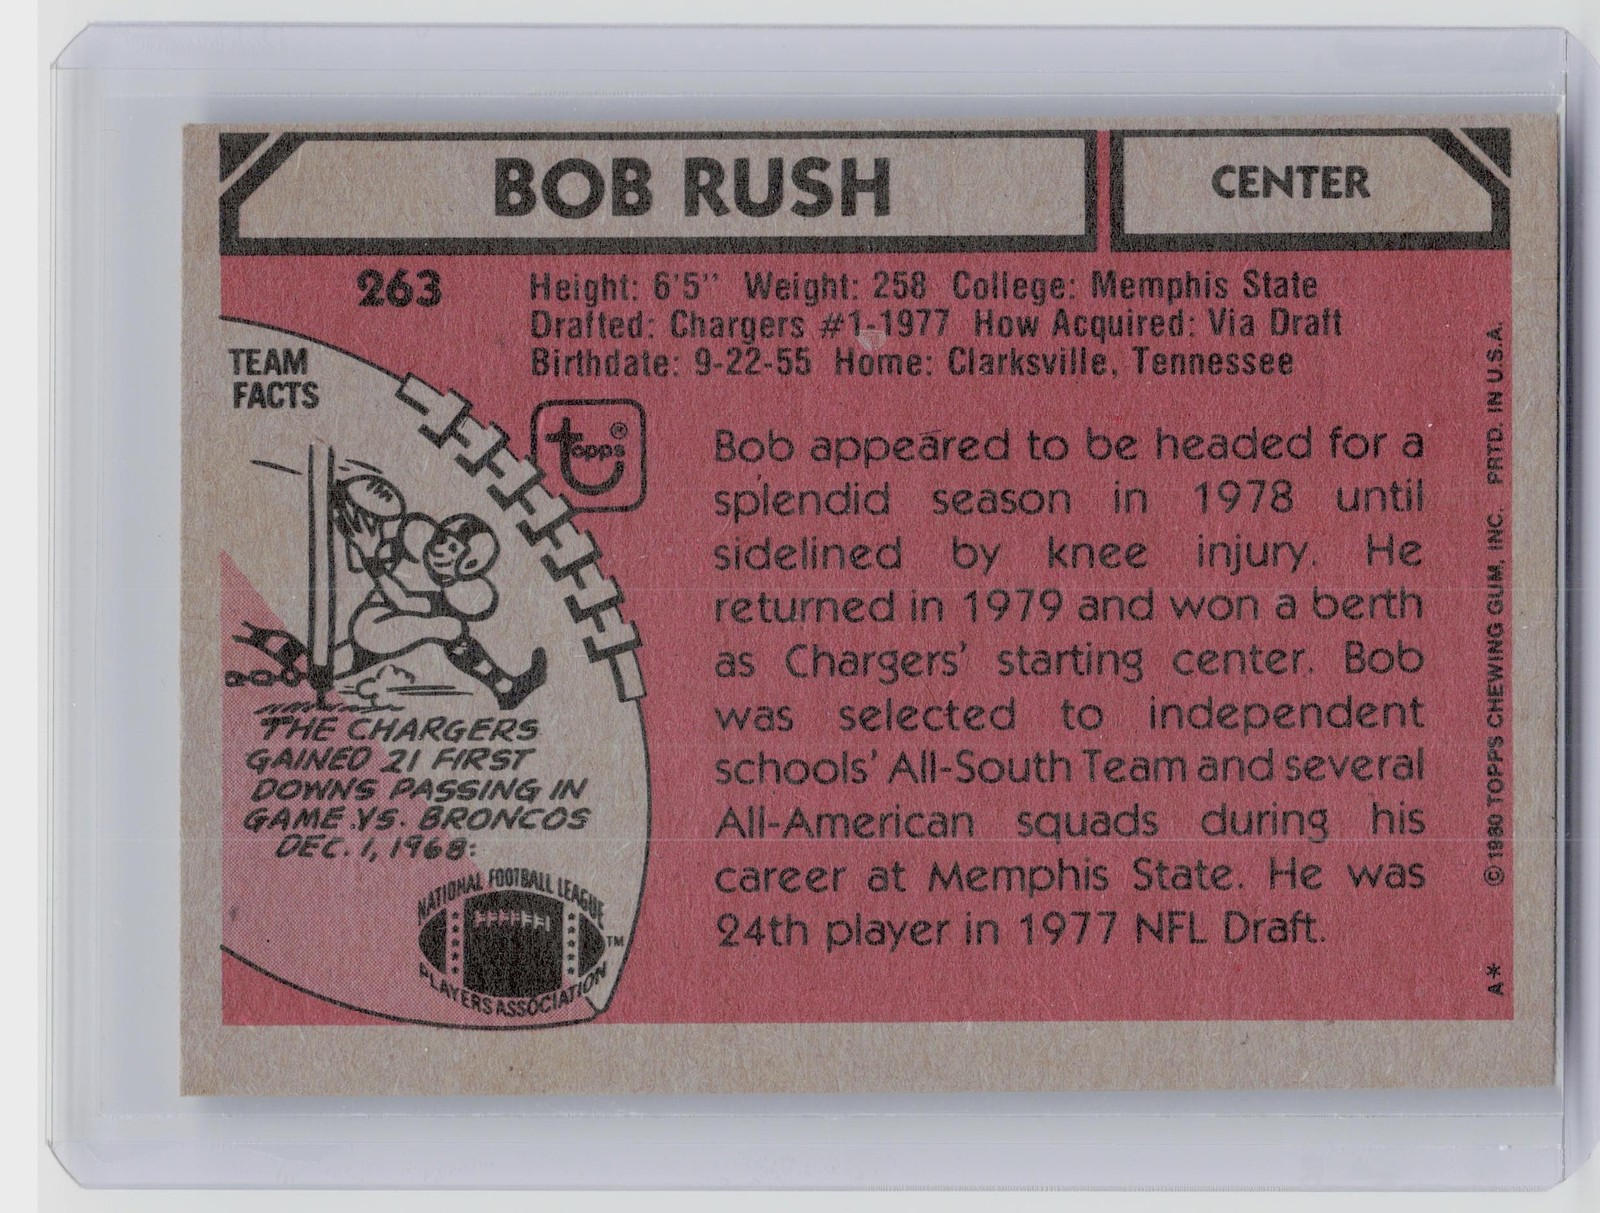 BOB RUSH
CENTER
263
Height: 6'5" Weight: 258 College: Memphis State
Drafted: Chargers #1-1977 How Acquired: Via Draft
Birthdate: 9-22-55 Home: Clarksville, Tennessee
TEAM
FACTS
topps®
THE CHARGERS
GAINED 21 FIRST
DOWNS PASSING IN
GAME VS. BRONCOS
DEC. 1, 1968:
NATIONAL FOOTBALL LEAGUE
PLAYERS ASSOCIATION
TM
Bob appeared to be headed for a
splendid season in 1978 until
sidelined by knee injury. He
returned in 1979 and won a berth
as Chargers' starting center. Bob
was selected to independent
schools' All-South Team and several
All-American squads during his
career at Memphis State. He was
24th player in 1977 NFL Draft.
A* © 1980 TOPPS CHEWING GUM, INC. PRTD. IN U.S.A.